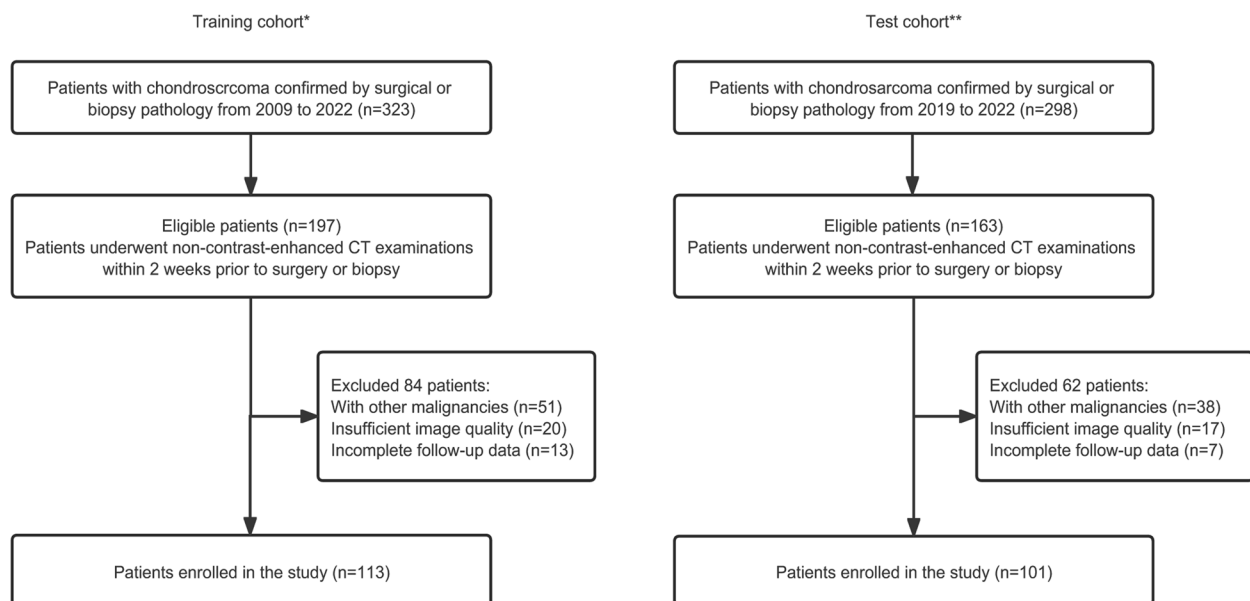 Training cohort*
Patients with chondroscrcoma confirmed by surgical or
biopsy pathology from 2009 to 2022 (n=323)
Eligible patients (n=197)
Patients underwent non-contrast-enhanced CT examinations
within 2 weeks prior to surgery or biopsy
Excluded 84 patients:
With other malignancies (n=51)
Insufficient image quality (n=20)
Incomplete follow-up data (n=13)
Patients enrolled in the study (n=113)
Test cohort**
Patients with chondrosarcoma confirmed by surgical or
biopsy pathology from 2019 to 2022 (n=298)
Eligible patients (n=163)
Patients underwent non-contrast-enhanced CT examinations
within 2 weeks prior to surgery or biopsy
Excluded 62 patients:
With other malignancies (n=38)
Insufficient image quality (n=17)
Incomplete follow-up data (n=7)
Patients enrolled in the study (n=101)